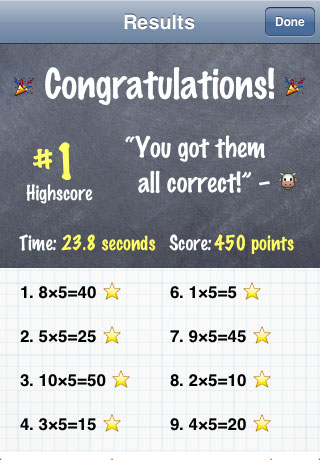 Results
Done
Congratulations!
#1
Highscore
“You got them
all correct!” –
Time: 23.8 seconds Score: 450 points
1. 8×5=40
2. 5×5=25
3. 10×5=50
4. 3×5=15
6. 1×5=5
7. 9×5=45
8. 2×5=10
9. 4×5=20